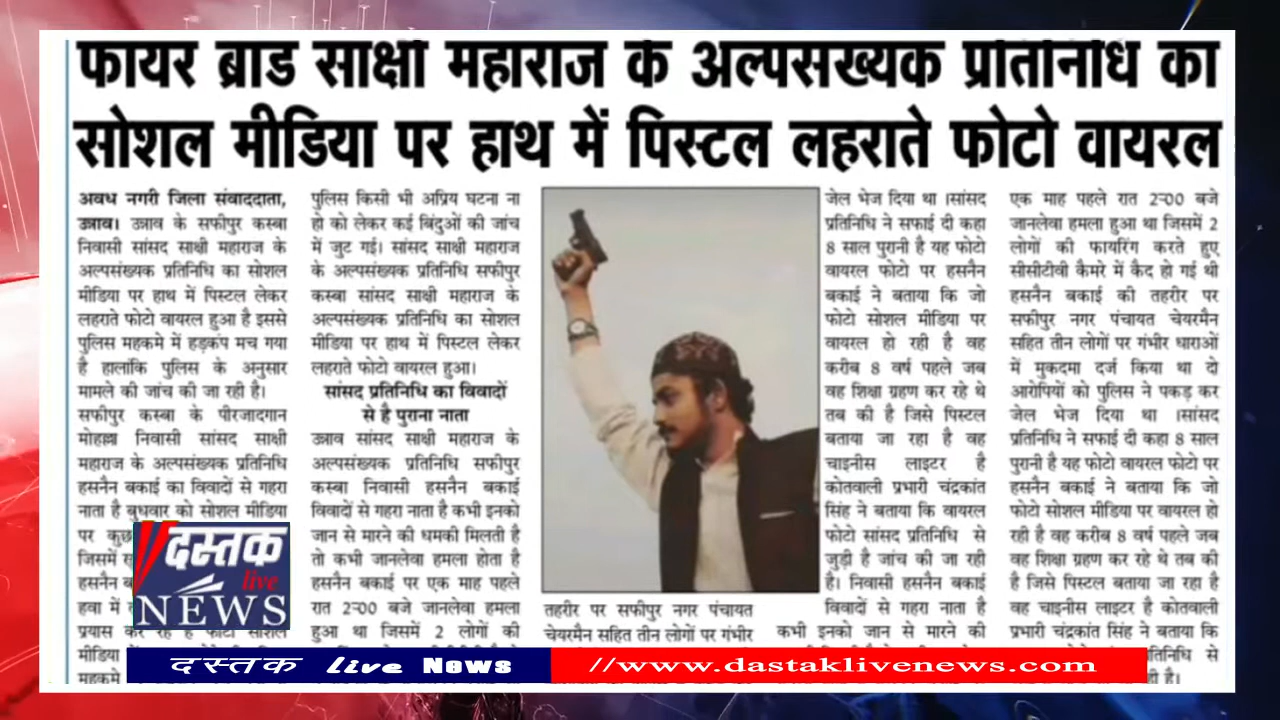 फायर ब्रांड साक्षी महाराज के अल्पसंख्यक प्रतिनिधि का
सोशल मीडिया पर हाथ में पिस्टल लहराते फोटो वायरल
अवध नगरी जिला संवाददाता,
उन्नाव। उन्नाव के सफीपुर कस्बा
निवासी सांसद साक्षी महाराज के
अल्पसंख्यक प्रतिनिधि का सोशल
मीडिया पर हाथ में पिस्टल लेकर
लहराते फोटो वायरल हुआ है इससे
पुलिस महकमे में हड़कंप मच गया
है हालांकि पुलिस के अनुसार
मामले की जांच की जा रही है।
सफीपुर कस्बा के पीरजादगान
मोहल्ला निवासी सांसद साक्षी
महाराज के अल्पसंख्यक प्रतिनिधि
हसनैन बकाई का विवादों से गहरा
नाता है बुधवार को सोशल मीडिया
पर कुछ
जिसमें
हसनैन
हवा में
प्रयास कर रहे हैं फोटो सोशल
मीडिया
महकमे
पुलिस किसी भी अप्रिय घटना ना
हो को लेकर कई बिंदुओं की जांच
में जुट गई। सांसद साक्षी महाराज
के अल्पसंख्यक प्रतिनिधि सफीपुर
कस्बा सांसद साक्षी महाराज के
अल्पसंख्यक प्रतिनिधि का सोशल
मीडिया पर हाथ में पिस्टल लेकर
लहराते फोटो वायरल हुआ।
सांसद प्रतिनिधि का विवादों
से है पुराना नाता
उन्नाव सांसद साक्षी महाराज के
अल्पसंख्यक प्रतिनिधि सफीपुर
कस्बा निवासी हसनैन बकाई
विवादों से गहरा नाता है कभी इनको
जान से मारने की धमकी मिलती है
तो कभी जानलेवा हमला होता है
हसनैन बकाई पर एक माह पहले
रात 2:00 बजे जानलेवा हमला
हुआ था जिसमें 2 लोगों की
तहरीर पर सफीपुर नगर पंचायत
चेयरमैन सहित तीन लोगों पर गंभीर
जेल भेज दिया था ।सांसद
प्रतिनिधि ने सफाई दी कहा
8 साल पुरानी है यह फोटो
वायरल फोटो पर हसनैन
बकाई ने बताया कि जो
फोटो सोशल मीडिया पर
वायरल हो रही है वह
करीब 8 वर्ष पहले जब
वह शिक्षा ग्रहण कर रहे थे
तब की है जिसे पिस्टल
बताया जा रहा है वह
चाइनीस लाइटर है
कोतवाली प्रभारी चंद्रकांत
सिंह ने बताया कि वायरल
फोटो सांसद प्रतिनिधि से
जुड़ी है जांच की जा रही
है। निवासी हसनैन बकाई
विवादों से गहरा नाता है
कभी इनको जान से मारने की
एक माह पहले रात 2:00 बजे
जानलेवा हमला हुआ था जिसमें 2
लोगों की फायरिंग करते हुए
सीसीटीवी कैमरे में कैद हो गई थी
हसनैन बकाई की तहरीर पर
सफीपुर नगर पंचायत चेयरमैन
सहित तीन लोगों पर गंभीर धाराओं
में मुकदमा दर्ज किया था दो
आरोपियों को पुलिस ने पकड़ कर
जेल भेज दिया था ।सांसद
प्रतिनिधि ने सफाई दी कहा 8 साल
पुरानी है यह फोटो वायरल फोटो पर
हसनैन बकाई ने बताया कि जो
फोटो सोशल मीडिया पर वायरल हो
रही है वह करीब 8 वर्ष पहले जब
वह शिक्षा ग्रहण कर रहे थे तब की
है जिसे पिस्टल बताया जा रहा है
वह चाइनीस लाइटर है कोतवाली
प्रभारी चंद्रकांत सिंह ने बताया कि
से
दस्तक
live
NEWS
दस्तक Live News
//www.dastaklivenews.com